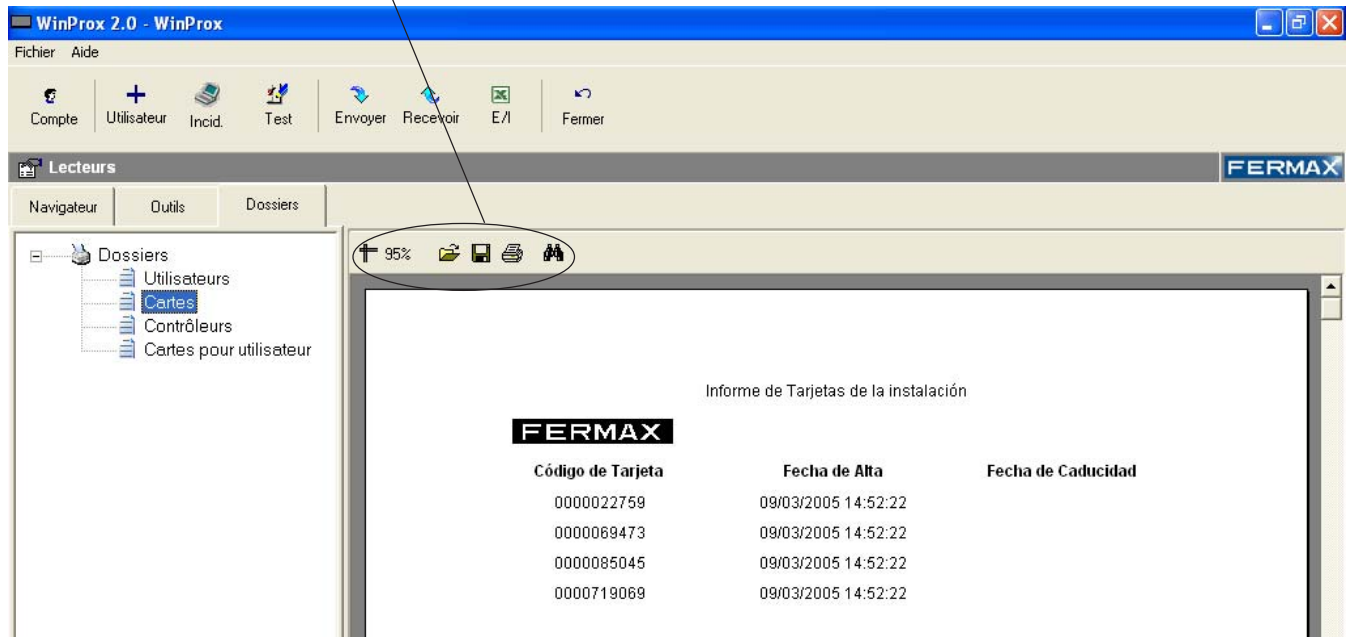 WinProx 2.0 - WinProx
Fichier Aide
Compte Utilisateur Incid. Test Envoyer Recevoir E/I Fermer
Lecteurs FERMAX
Navigateur Outils Dossiers
95%
Dossiers
Utilisateurs
Cartes
Contrôleurs
Cartes pour utilisateur
Informe de Tarjetas de la instalación
FERMAX
Código de Tarjeta Fecha de Alta Fecha de Caducidad
0000022759 09/03/2005 14:52:22
0000069473 09/03/2005 14:52:22
0000085045 09/03/2005 14:52:22
0000719069 09/03/2005 14:52:22